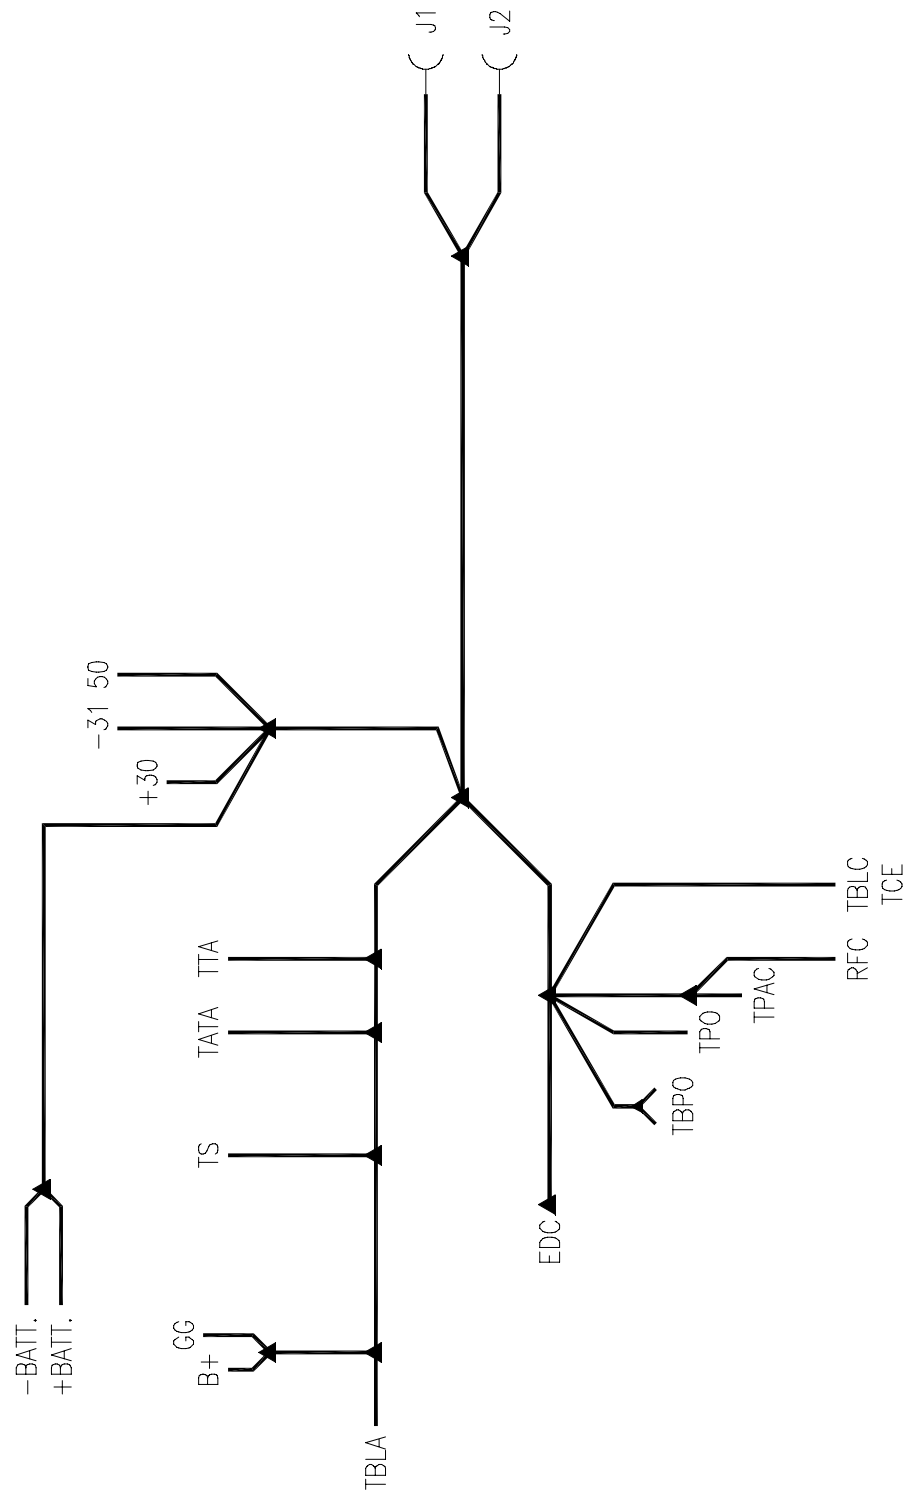 J1
J2
50
-31
+30
TTA
TATA
TS
GG
B+
TBLA
-BATT.
+BATT.
TBLC
TCE
RFC
TPAC
TPO
TBPO
EDC